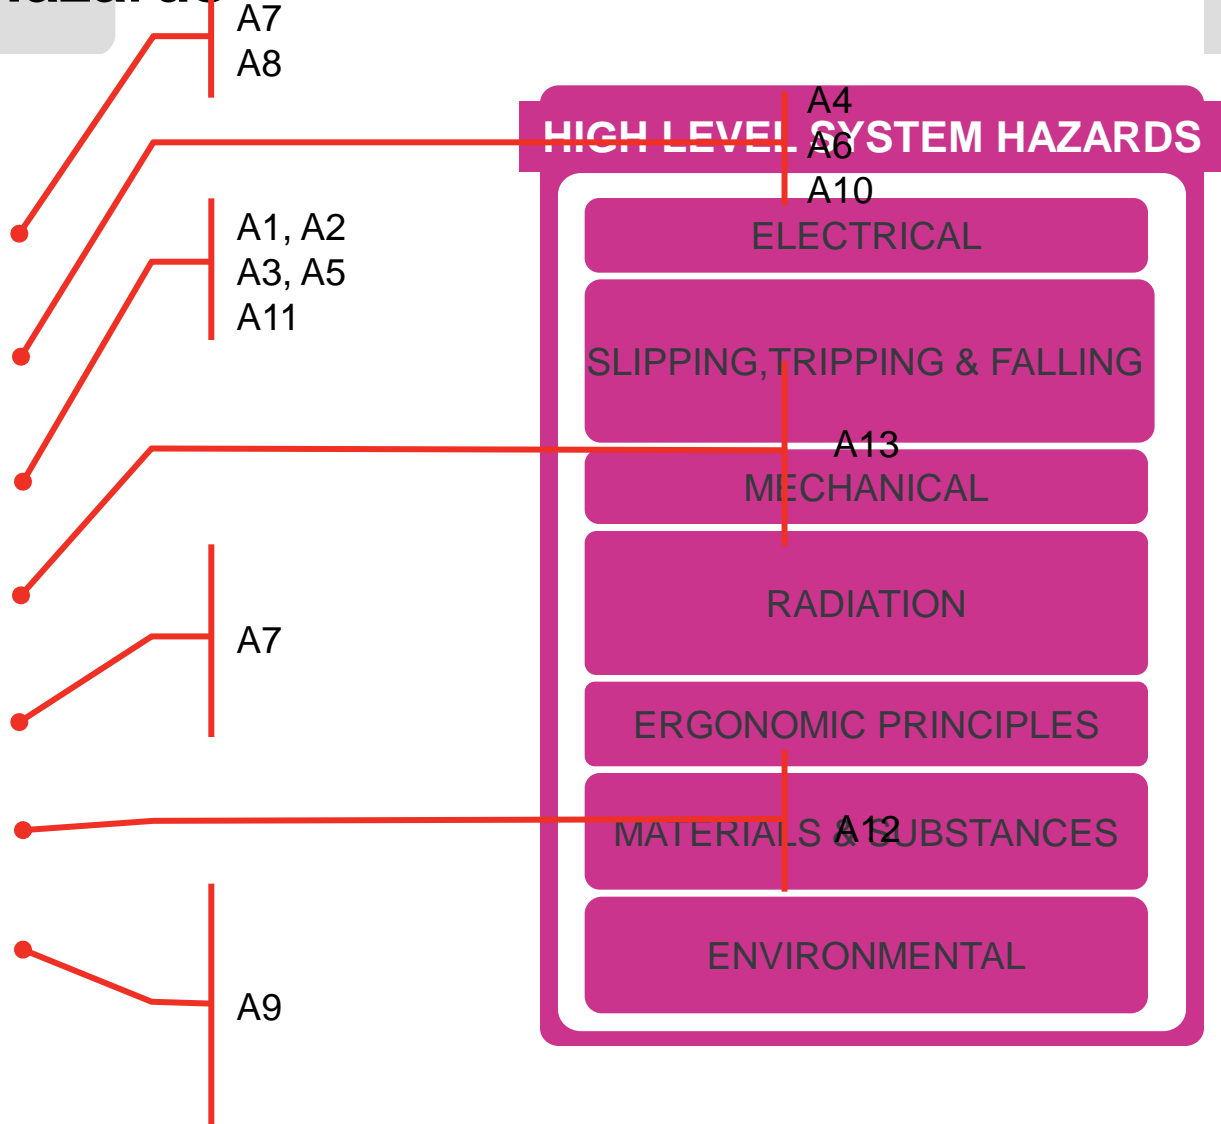 A7
A8
A4
HIGH LEVEL SYSTEM HAZARDS
A6
A10
A1, A2
A3, A5
A11
ELECTRICAL
SLIPPING,TRIPPING & FALLING
A13
MECHANICAL
RADIATION
A7
ERGONOMIC PRINCIPLES
MATERIALS & SUBSTANCES
A12
ENVIRONMENTAL
A9